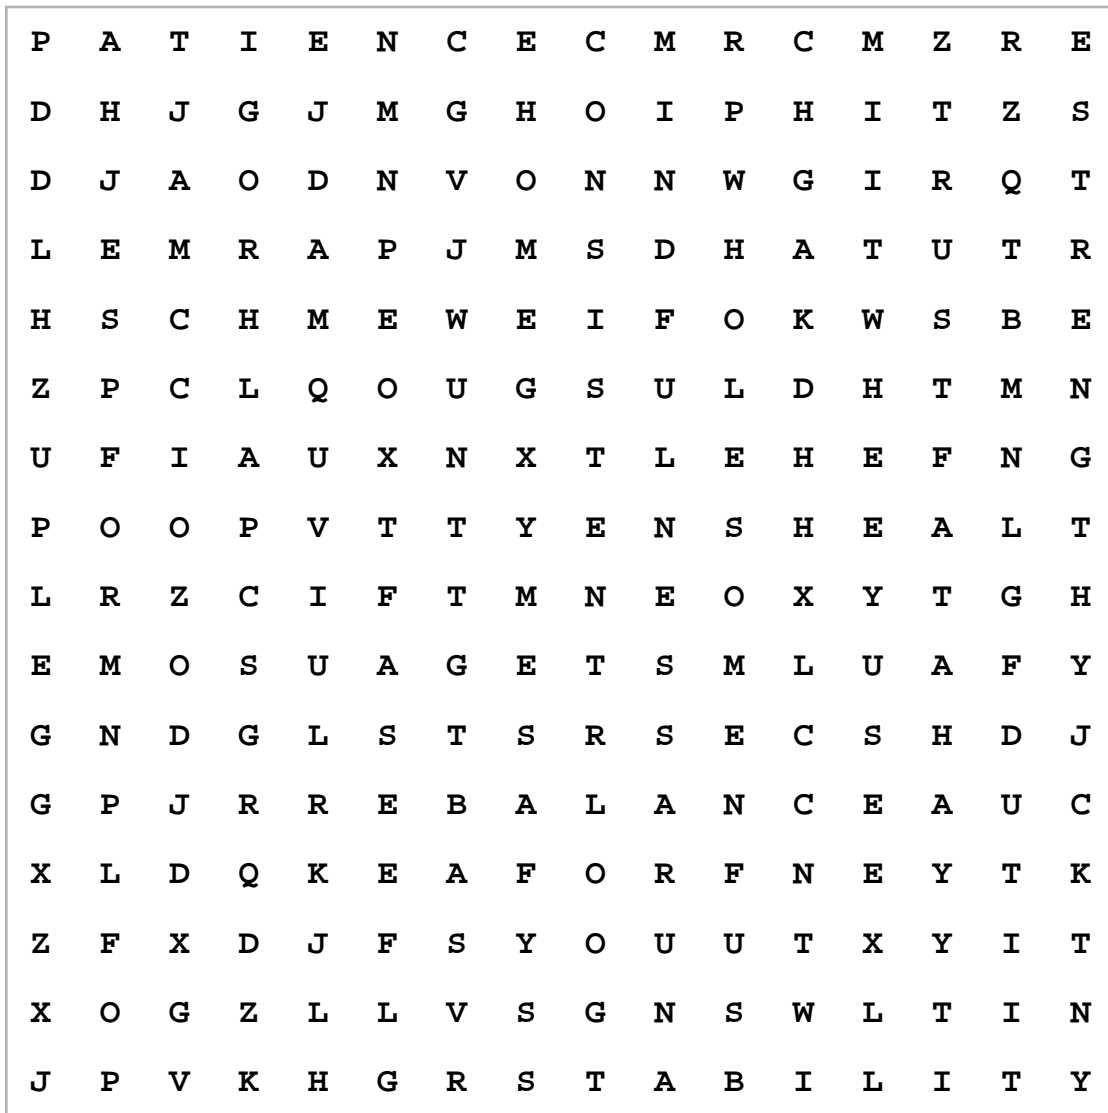 P A T I E N C E C M R C M Z R E
D H J G J M G H O I P H I T Z S
D J A O D N V O N N W G I R Q T
L E M R A P J M S D H A T U T R
H S C H M E W E I F O K W S B E
Z P C L Q O U G S U L D H T M N
U F I A U X N X T L E H E F N G
P O O P V T T Y E N S H E A L T
L R Z C I F T M N E O X Y T G H
E M O S U A G E T S M L U A F Y
G N D G L S T S R S E C S H D J
G P J R R E B A L A N C E A U C
X L D Q K E A F O R F N E Y T K
Z F X D J F S Y O U U T X Y I T
X O G Z L L V S G N S W L T I N
J P V K H G R S T A B I L I T Y